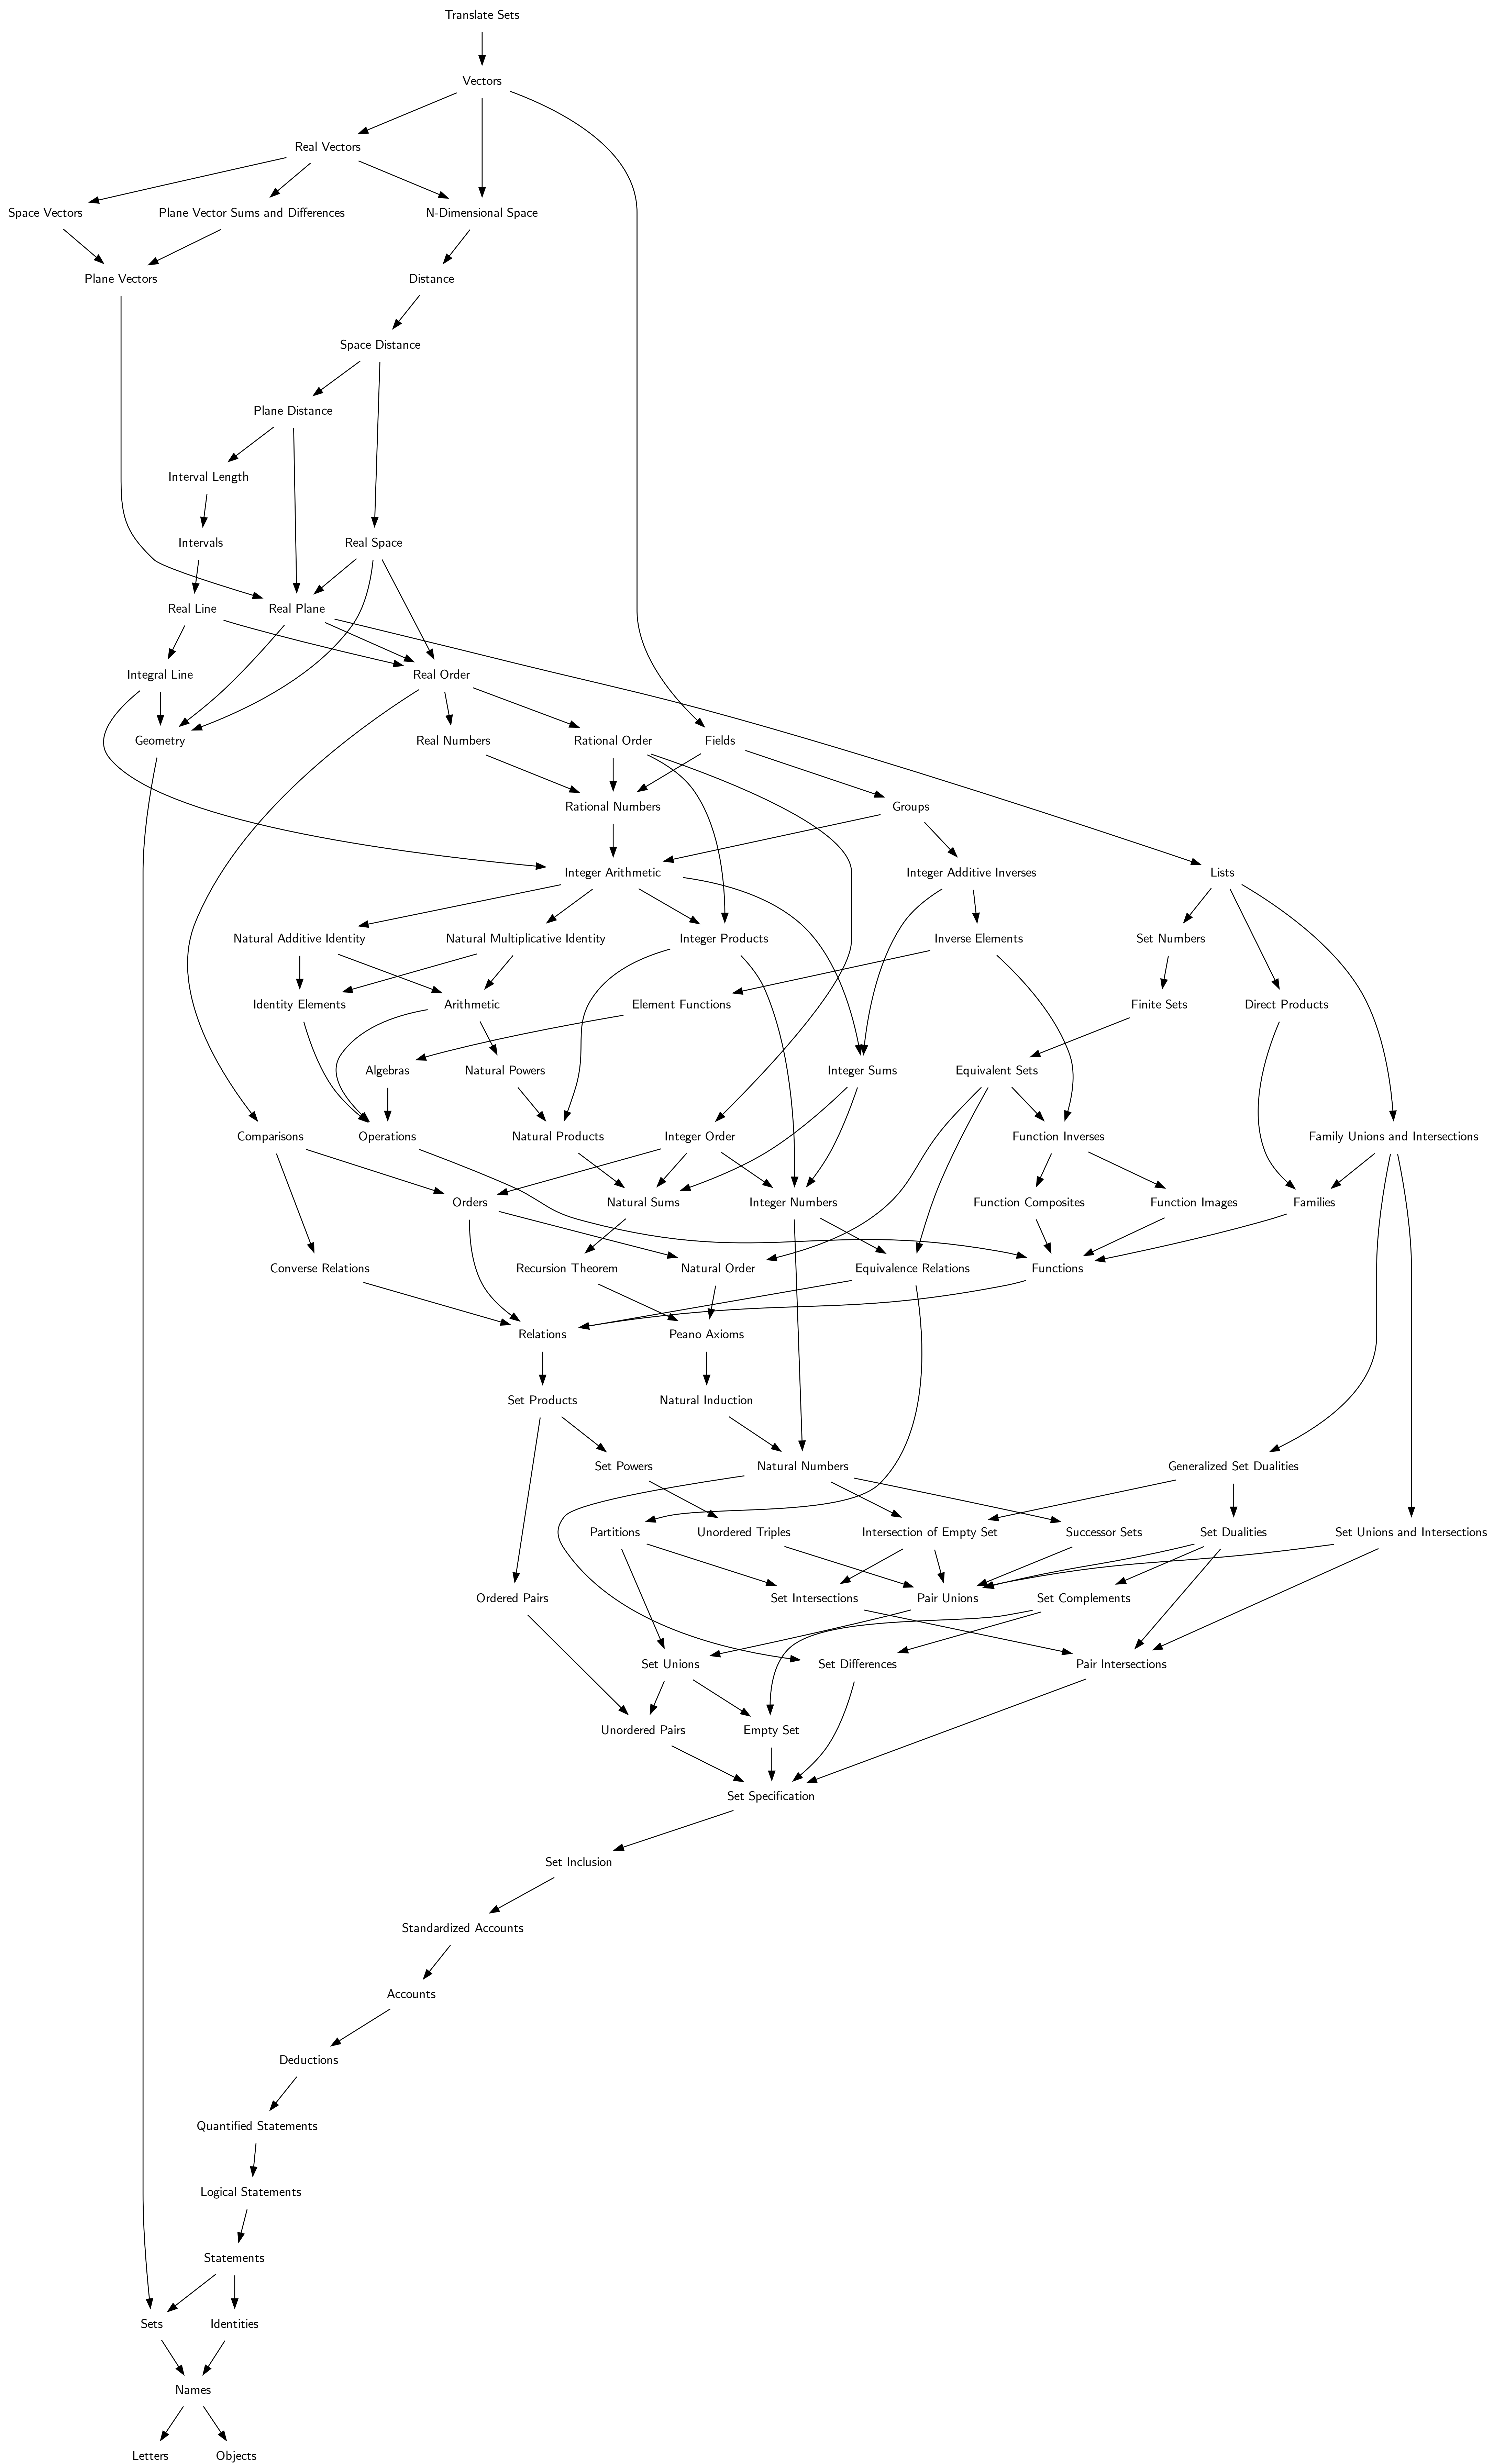 Translate Sets
Vectors
Real Vectors
Space Vectors
Plane Vector Sums and Differences
N-Dimensional Space
Plane Vectors
Distance
Space Distance
Plane Distance
Interval Length
Intervals
Real Space
Real Line
Real Plane
Integral Line
Real Order
Geometry
Real Numbers
Rational Order
Fields
Rational Numbers
Groups
Integer Arithmetic
Integer Additive Inverses
Lists
Natural Additive Identity
Natural Multiplicative Identity
Integer Products
Inverse Elements
Set Numbers
Identity Elements
Arithmetic
Element Functions
Finite Sets
Direct Products
Algebras
Natural Powers
Integer Sums
Equivalent Sets
Comparisons
Operations
Natural Products
Integer Order
Function Inverses
Family Unions and Intersections
Orders
Natural Sums
Integer Numbers
Function Composites
Function Images
Families
Converse Relations
Recursion Theorem
Natural Order
Equivalence Relations
Functions
Relations
Peano Axioms
Set Products
Natural Induction
Set Powers
Natural Numbers
Generalized Set Dualities
Partitions
Unordered Triples
Intersection of Empty Set
Successor Sets
Set Dualities
Set Unions and Intersections
Ordered Pairs
Set Intersections
Pair Unions
Set Complements
Set Unions
Set Differences
Pair Intersections
Unordered Pairs
Empty Set
Set Specification
Set Inclusion
Standardized Accounts
Accounts
Deductions
Quantified Statements
Logical Statements
Statements
Sets
Identities
Names
Letters
Objects